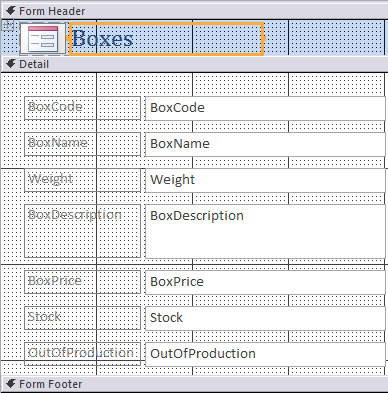 Form Header
Boxes
Detail
BoxCode BoxCode
BoxName BoxName
Weight Weight
BoxDescription BoxDescription
BoxPrice BoxPrice
Stock Stock
OutOfProduction OutOfProduction
Form Footer